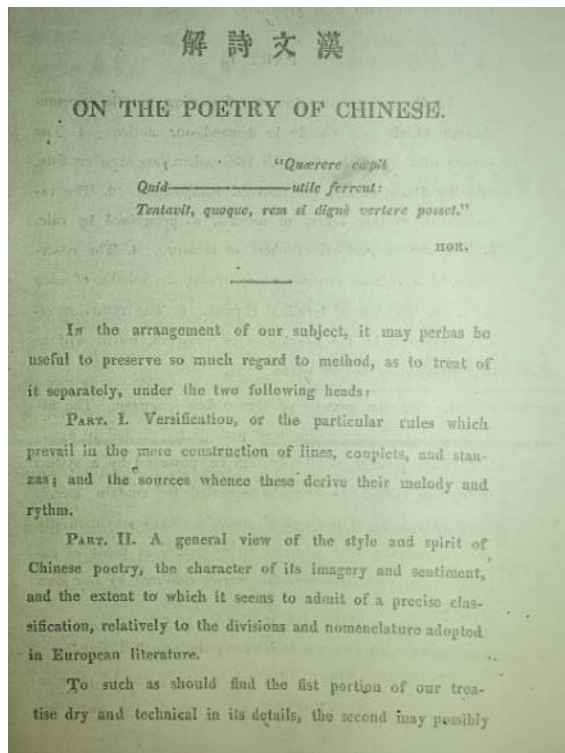 解詩文漢
ON THE POETRY OF CHINESE.
"Quærere cœpit
Quid————————utile ferrent:
Tentavit, quoque, rem si dignè vertere posset."
HOR.
In the arrangement of our subject, it may perhas be
useful to preserve so much regard to method, as to treat of
it separately, under the two following heads:
PART. I. Versification, or the particular rules which
prevail in the mere construction of lines, couplets, and stan-
zas; and the sources whence these derive their melody and
rythm.
PART. II. A general view of the style and spirit of
Chinese poetry, the character of its imagery and sentiment,
and the extent to which it seems to admit of a precise clas-
sification, relatively to the divisions and nomenclature adopted
in European literature.
To such as should find the fist portion of our trea-
tise dry and technical in its details, the second may possibly